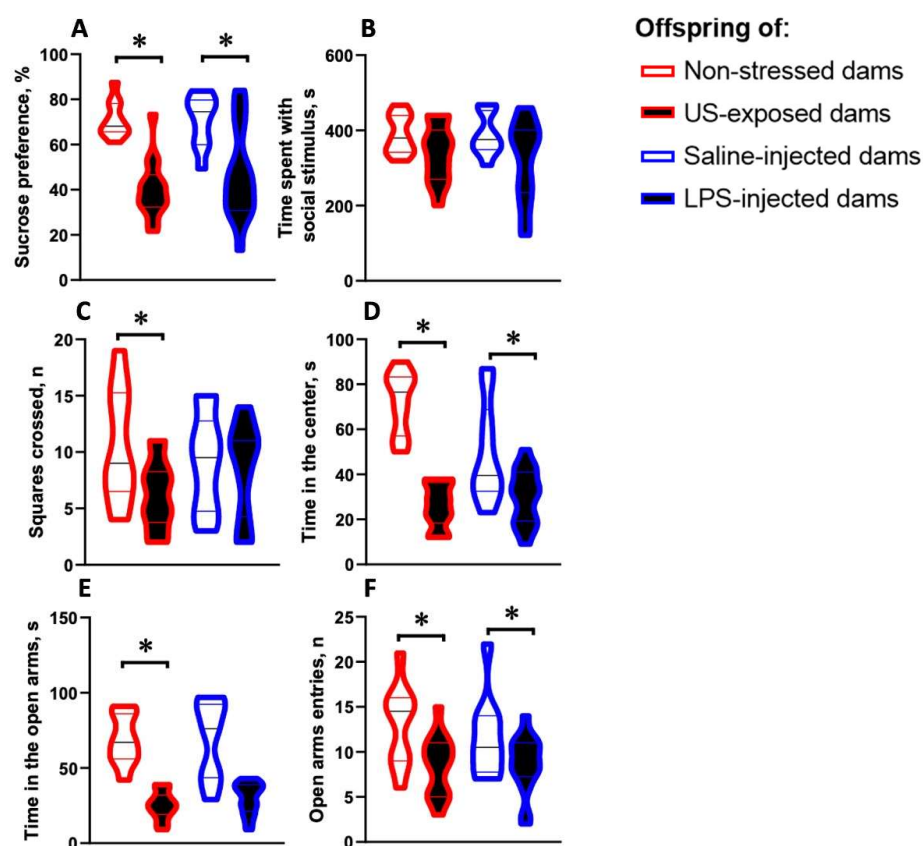 A
Sucrose preference, %
100
80
60
40
20
0
*
*
B
Time spent with
social stimulus, s
600
400
200
0
Offspring of:
Non-stressed dams
US-exposed dams
Saline-injected dams
LPS-injected dams
C
Squares crossed, n
20
15
10
5
0
*
D
Time in the center, s
100
80
60
40
20
0
*
*
E
Time in the open arms, s
150
100
50
0
*
F
Open arms entries, n
25
20
15
10
5
0
*
*